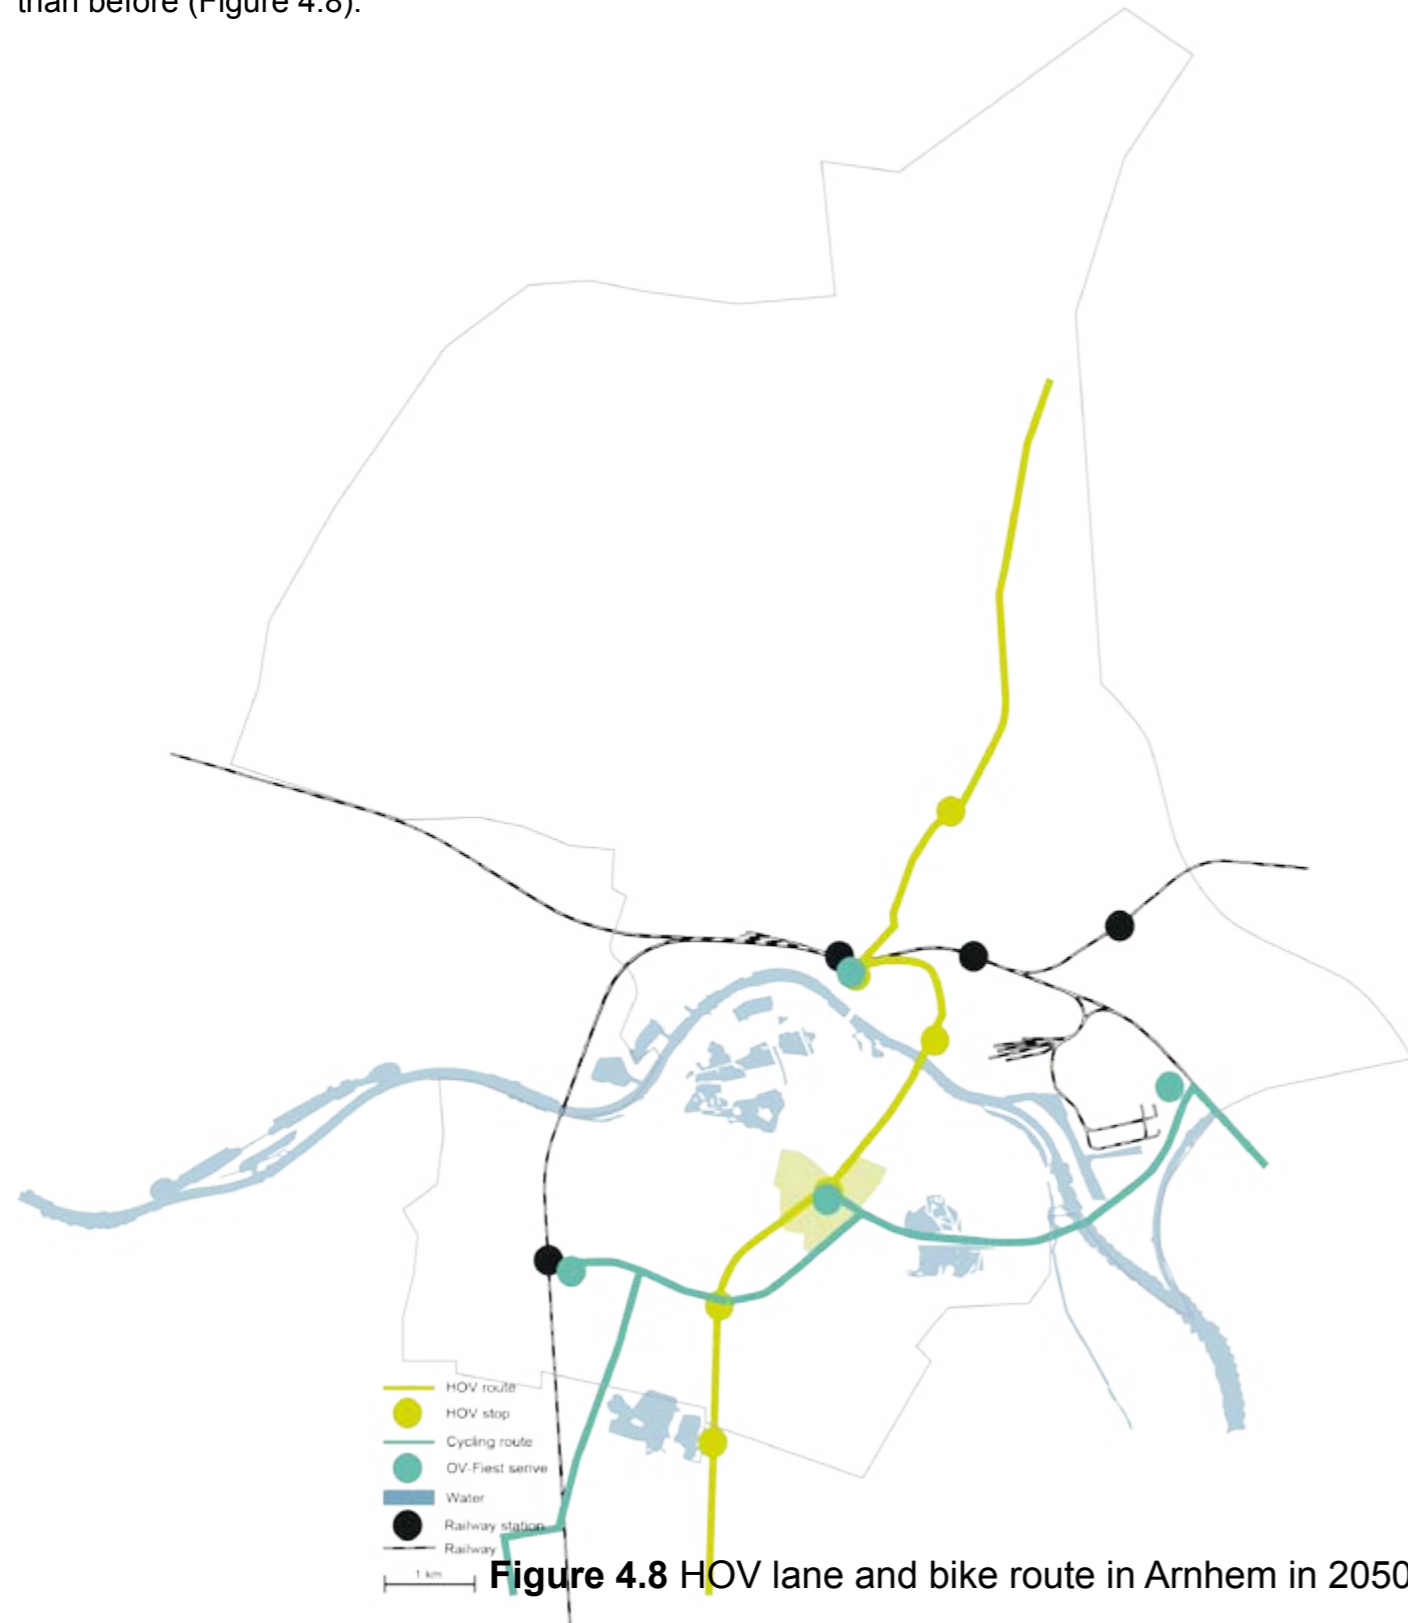 than before (Figure 4.8).
HOV route
HOV stop
Cycling route
OV-Fiest serive
Water
Railway station
Railway
1 km
Figure 4.8 HOV lane and bike route in Arnhem in 2050